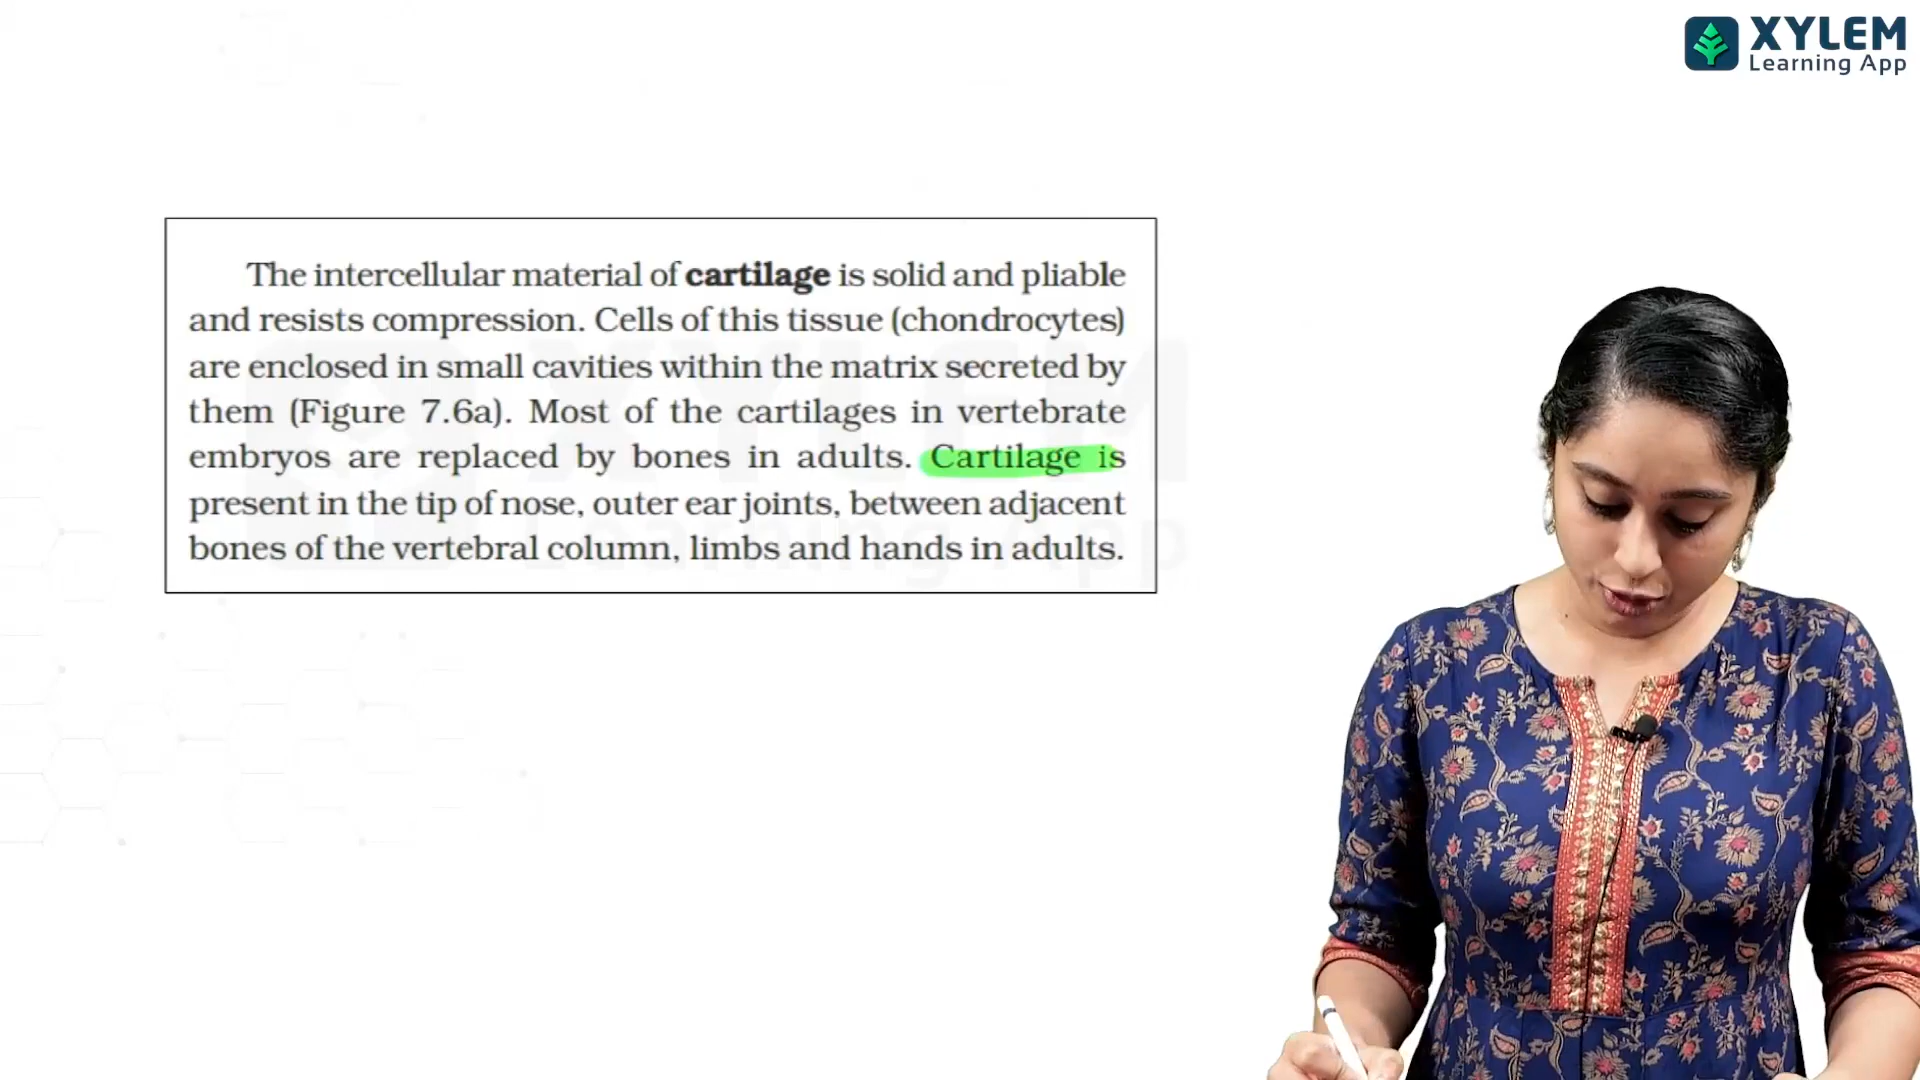 XYLEM
Learning App
The intercellular material of cartilage is solid and pliable
and resists compression. Cells of this tissue (chondrocytes)
are enclosed in small cavities within the matrix secreted by
them (Figure 7.6a). Most of the cartilages in vertebrate
embryos are replaced by bones in adults. Cartilage is
present in the tip of nose, outer ear joints, between adjacent
bones of the vertebral column, limbs and hands in adults.
XYLEM
Learning App